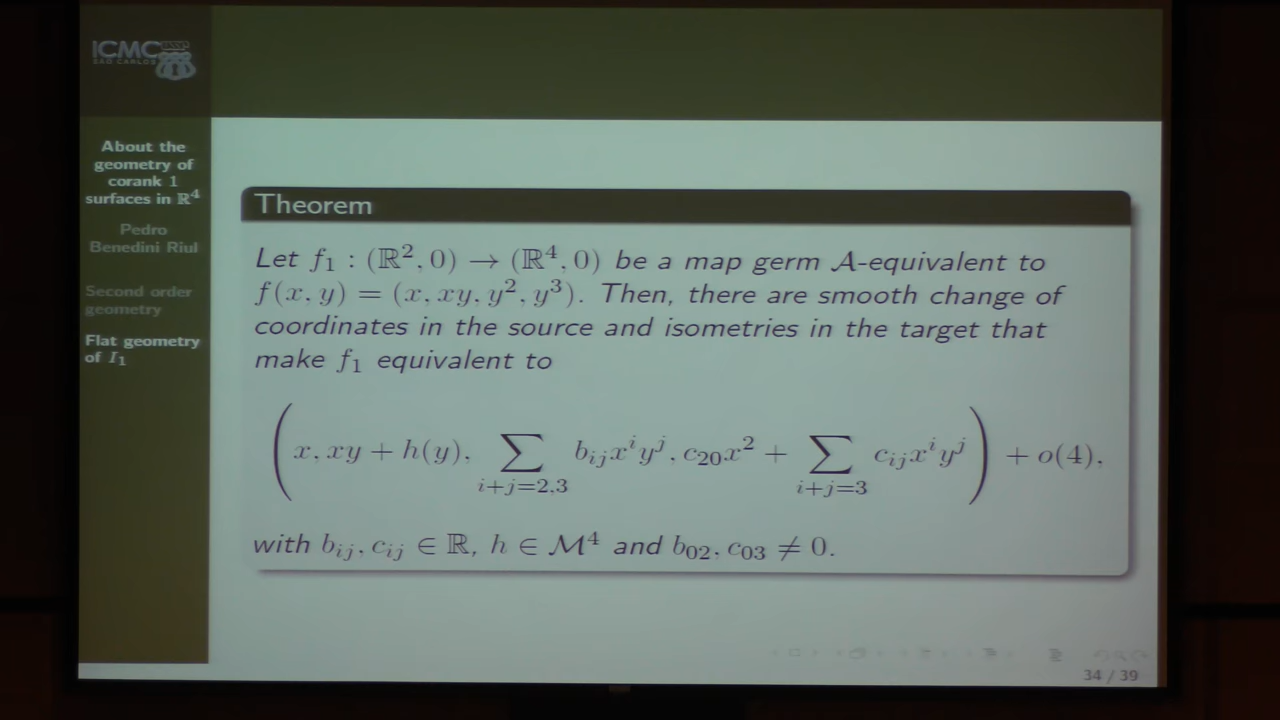 ICMC USP
SÃO CARLOS
About the
geometry of
corank 1
surfaces in ℝ⁴
Pedro
Benedini Riul
Second order
geometry
Flat geometry
of I₁
Theorem
Let f₁ : (ℝ², 0) → (ℝ⁴, 0) be a map germ 𝒜-equivalent to
f(x, y) = (x, xy, y², y³). Then, there are smooth change of
coordinates in the source and isometries in the target that
make f₁ equivalent to
(x, xy + h(y), ∑_{i+j=2,3} b_{ij}x^i y^j, c₂₀x² + ∑_{i+j=3} c_{ij}x^i y^j) + o(4),
with b_{ij}, c_{ij} ∈ ℝ, h ∈ ℳ⁴ and b₀₂, c₀₃ ≠ 0.
34 / 39